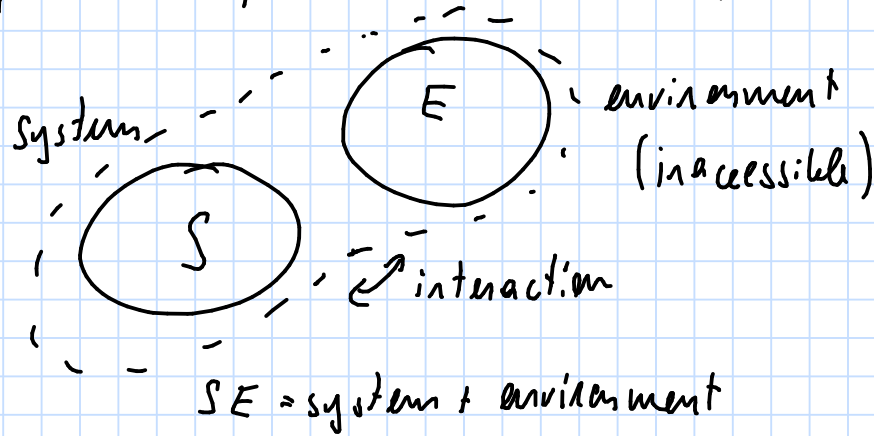 E
environment
system
(inaccessible)
S
interaction
SE = system + environment